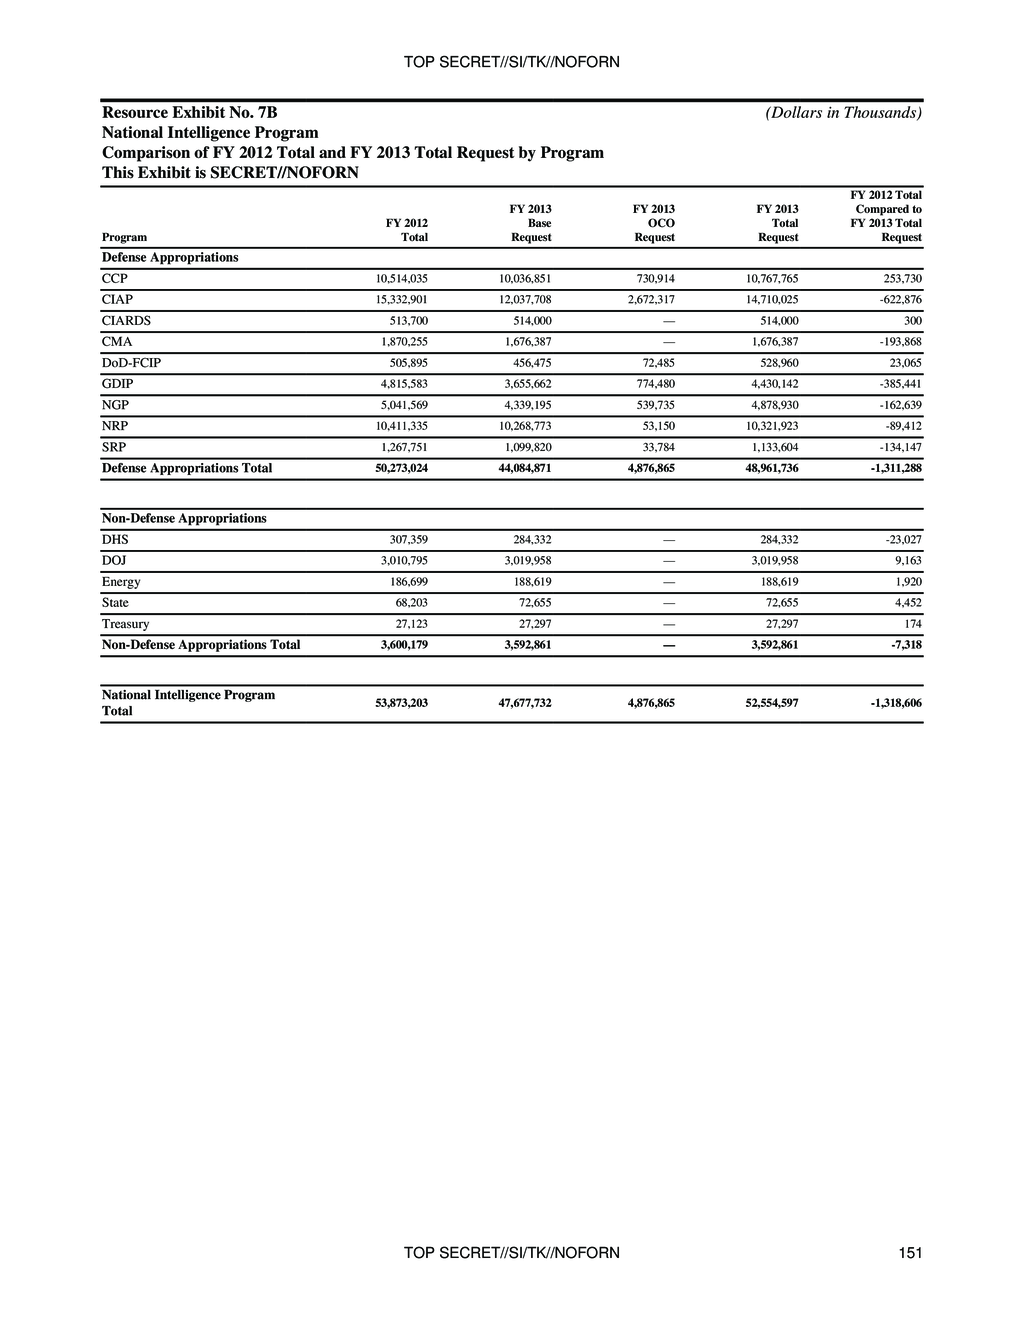 TOP SECRET//SI/TK//NOFORN
Resource Exhibit No. 7B (Dollars in Thousands)
National Intelligence Program
Comparison of FY 2012 Total and FY 2013 Total Request by Program
This Exhibit is SECRET//NOFORN
FY 2012 Total
FY 2013 FY 2013 FY 2013 Compared to
FY 2012 Base OCO Total FY 2013 Total
Program Total Request Request Request Request
Defense Appropriations
CCP 10,514,035 10,036,851 730,914 10,767,765 253,730
CIAP 15,332,901 12,037,708 2,672,317 14,710,025 -622,876
CIARDS 513,700 514,000 — 514,000 300
CMA 1,870,255 1,676,387 — 1,676,387 -193,868
DoD-FCIP 505,895 456,475 72,485 528,960 23,065
GDIP 4,815,583 3,655,662 774,480 4,430,142 -385,441
NGP 5,041,569 4,339,195 539,735 4,878,930 -162,639
NRP 10,411,335 10,268,773 53,150 10,321,923 -89,412
SRP 1,267,751 1,099,820 33,784 1,133,604 -134,147
Defense Appropriations Total 50,273,024 44,084,871 4,876,865 48,961,736 -1,311,288
Non-Defense Appropriations
DHS 307,359 284,332 — 284,332 -23,027
DOJ 3,010,795 3,019,958 — 3,019,958 9,163
Energy 186,699 188,619 — 188,619 1,920
State 68,203 72,655 — 72,655 4,452
Treasury 27,123 27,297 — 27,297 174
Non-Defense Appropriations Total 3,600,179 3,592,861 — 3,592,861 -7,318
National Intelligence Program
Total 53,873,203 47,677,732 4,876,865 52,554,597 -1,318,606
TOP SECRET//SI/TK//NOFORN 151